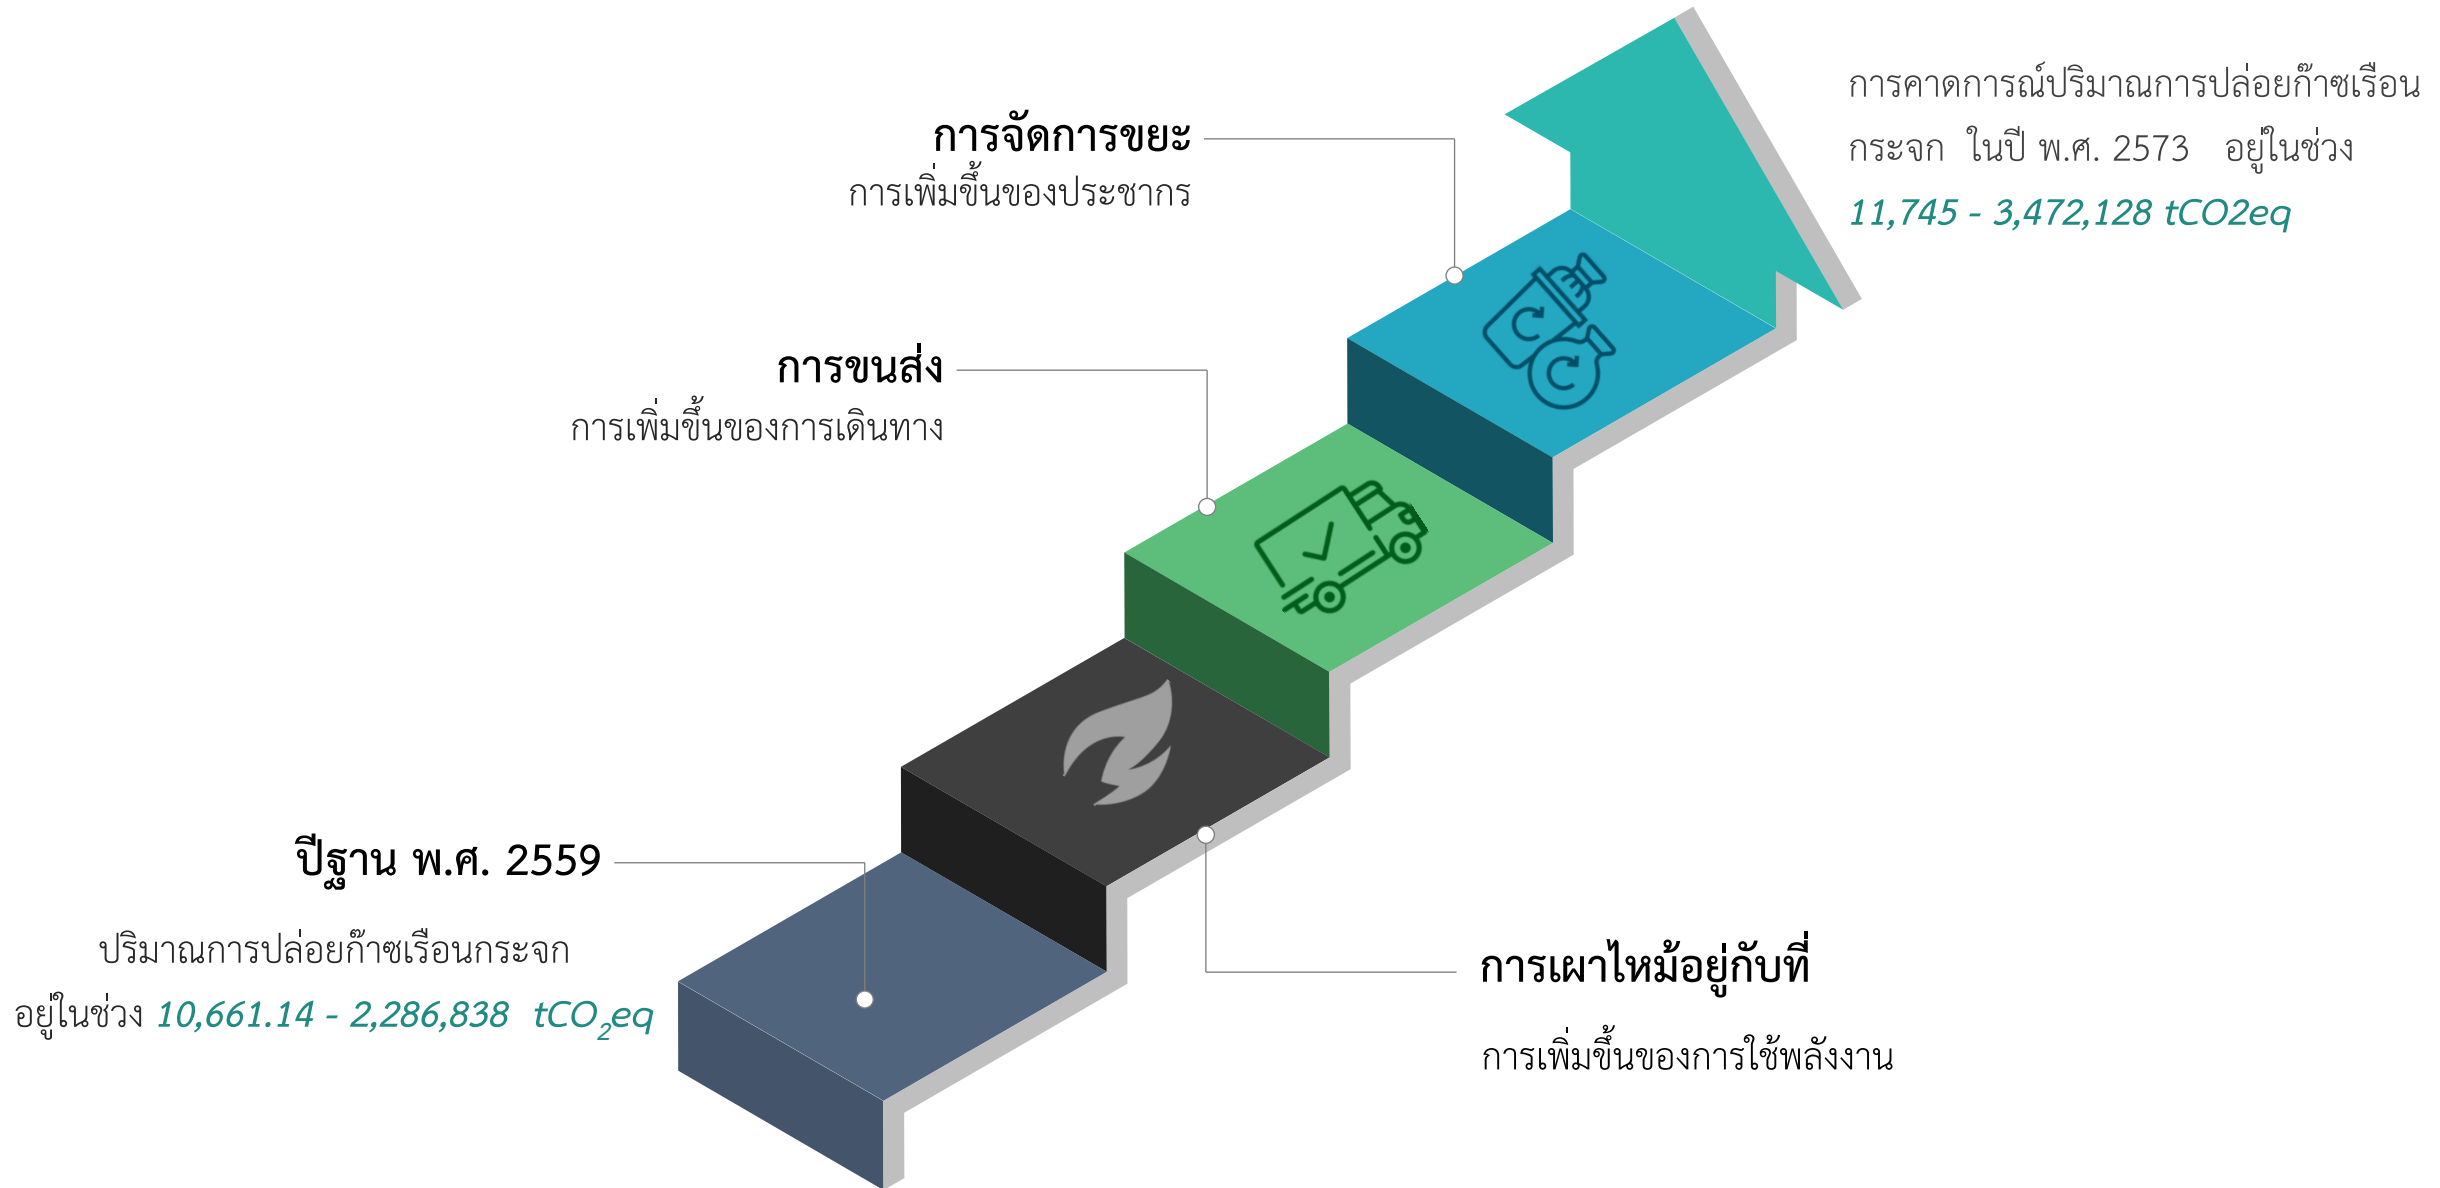 การคาดการณ์ปริมาณการปล่อยก๊าซเรือน
กระจก ในปี พ.ศ. 2573 อยู่ในช่วง
11,745 - 3,472,128 tCO2eq
การจัดการขยะ
การเพิ่มขึ้นของประชากร
การขนส่ง
การเพิ่มขึ้นของการเดินทาง
ปีฐาน พ.ศ. 2559
ปริมาณการปล่อยก๊าซเรือนกระจก
อยู่ในช่วง 10,661.14 - 2,286,838 tCO₂eq
การเผาไหม้อยู่กับที่
การเพิ่มขึ้นของการใช้พลังงาน